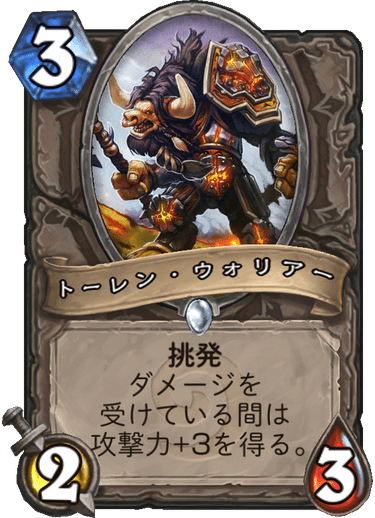 3
トーレン・ウォリアー
挑発
ダメージを
受けている間は
攻撃力+3を得る。
2
3